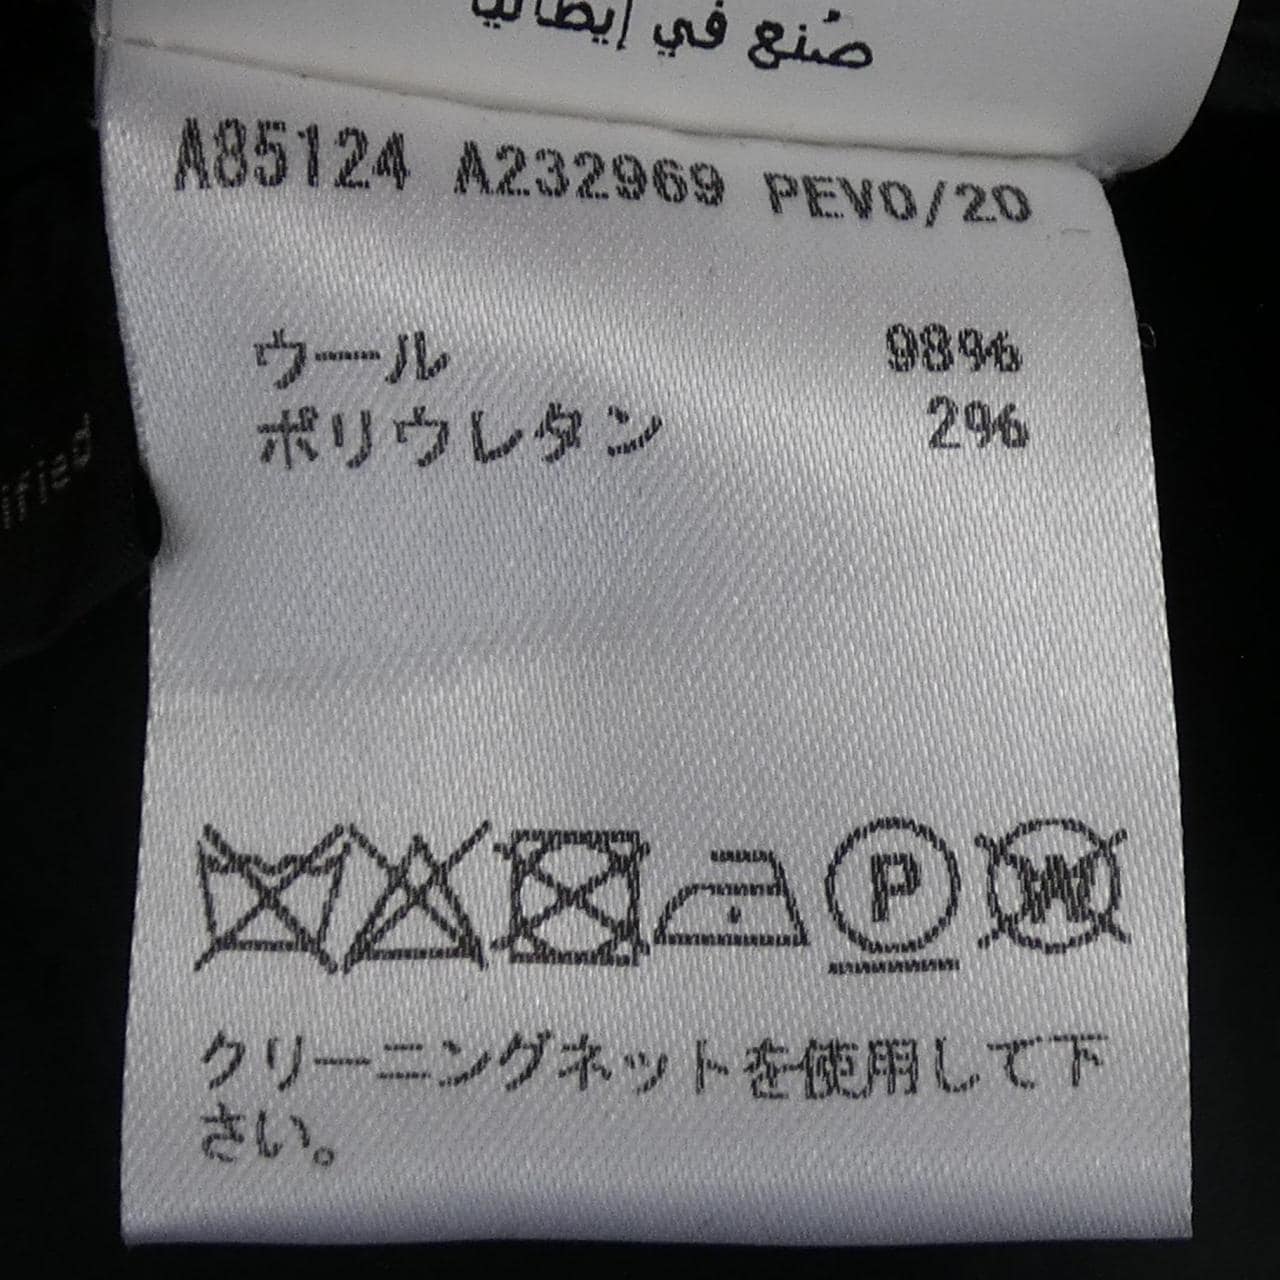 صُنع في إيطاليا
A85124 A232969 PEVO/20
ウール 98%
ポリウレタン 2%
P
W
クリーニングネットを使用して下
さい。